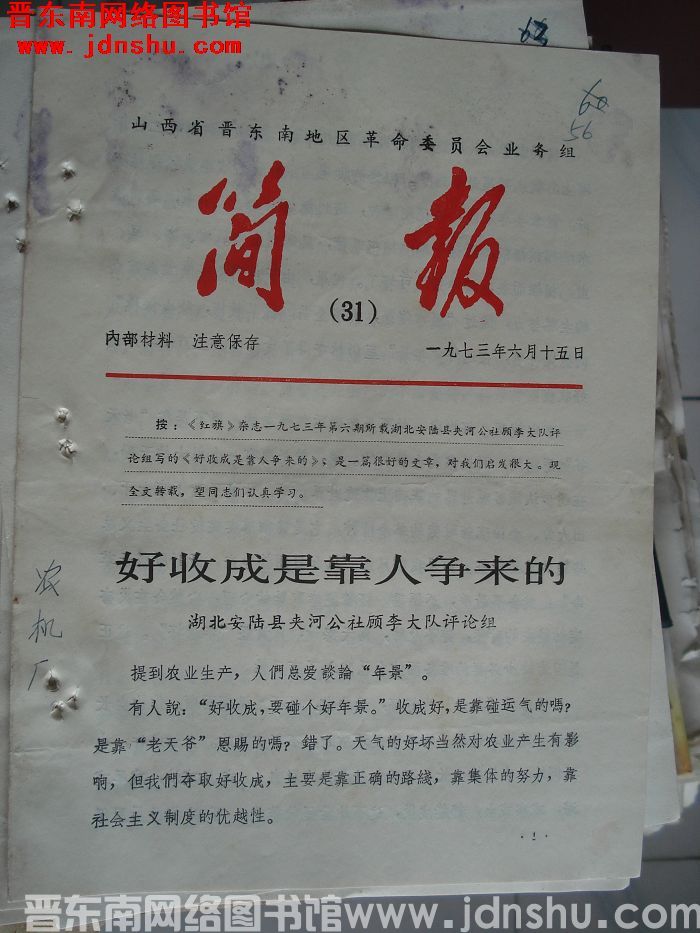 晋东南网络图书馆
www.jdnshu.com
60
56
山西省晋东南地区革命委员会业务组
简报
(31)
內部材料 注意保存
一九七三年六月十五日
按：《红旗》杂志一九七三年第六期所载湖北安陆县夹河公社顾李大队评
论组写的《好收成是靠人争来的》，是一篇很好的文章，对我们启发很大。现
全文转载，望同志们认真学习。
好收成是靠人争来的
湖北安陆县夹河公社顾李大队评论组
农机厂
提到农业生产，人們总爱談論“年景”。
有人說：“好收成，要碰个好年景。”收成好，是靠碰运气的嗎？
是靠“老天爷”恩賜的嗎？错了。天气的好坏当然对农业产生有影
响，但我們夺取好收成，主要是靠正确的路綫，靠集体的努力，靠
社会主义制度的优越性。
·1·
晋东南网络图书馆www.jdnshu.com